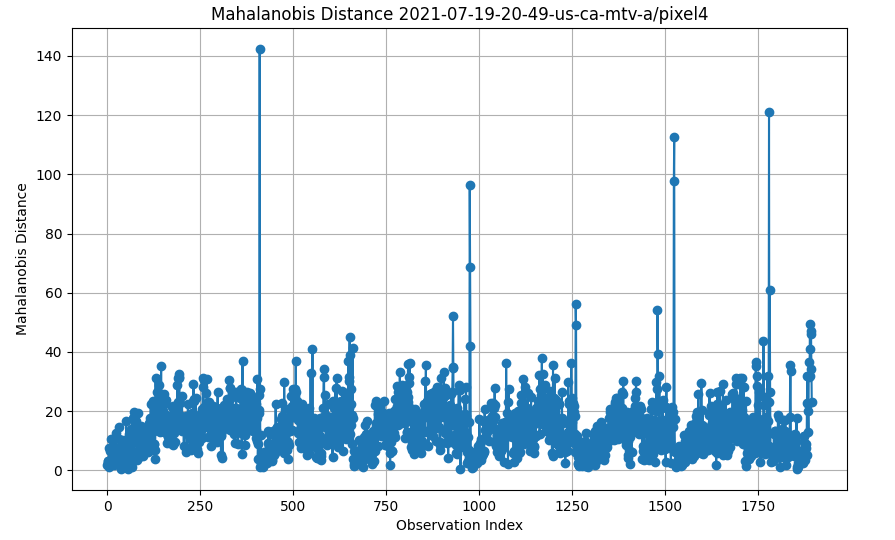 Mahalanobis Distance 2021-07-19-20-49-us-ca-mtv-a/pixel4
140
120
100
80
60
40
20
0
Mahalanobis Distance
0 250 500 750 1000 1250 1500 1750
Observation Index